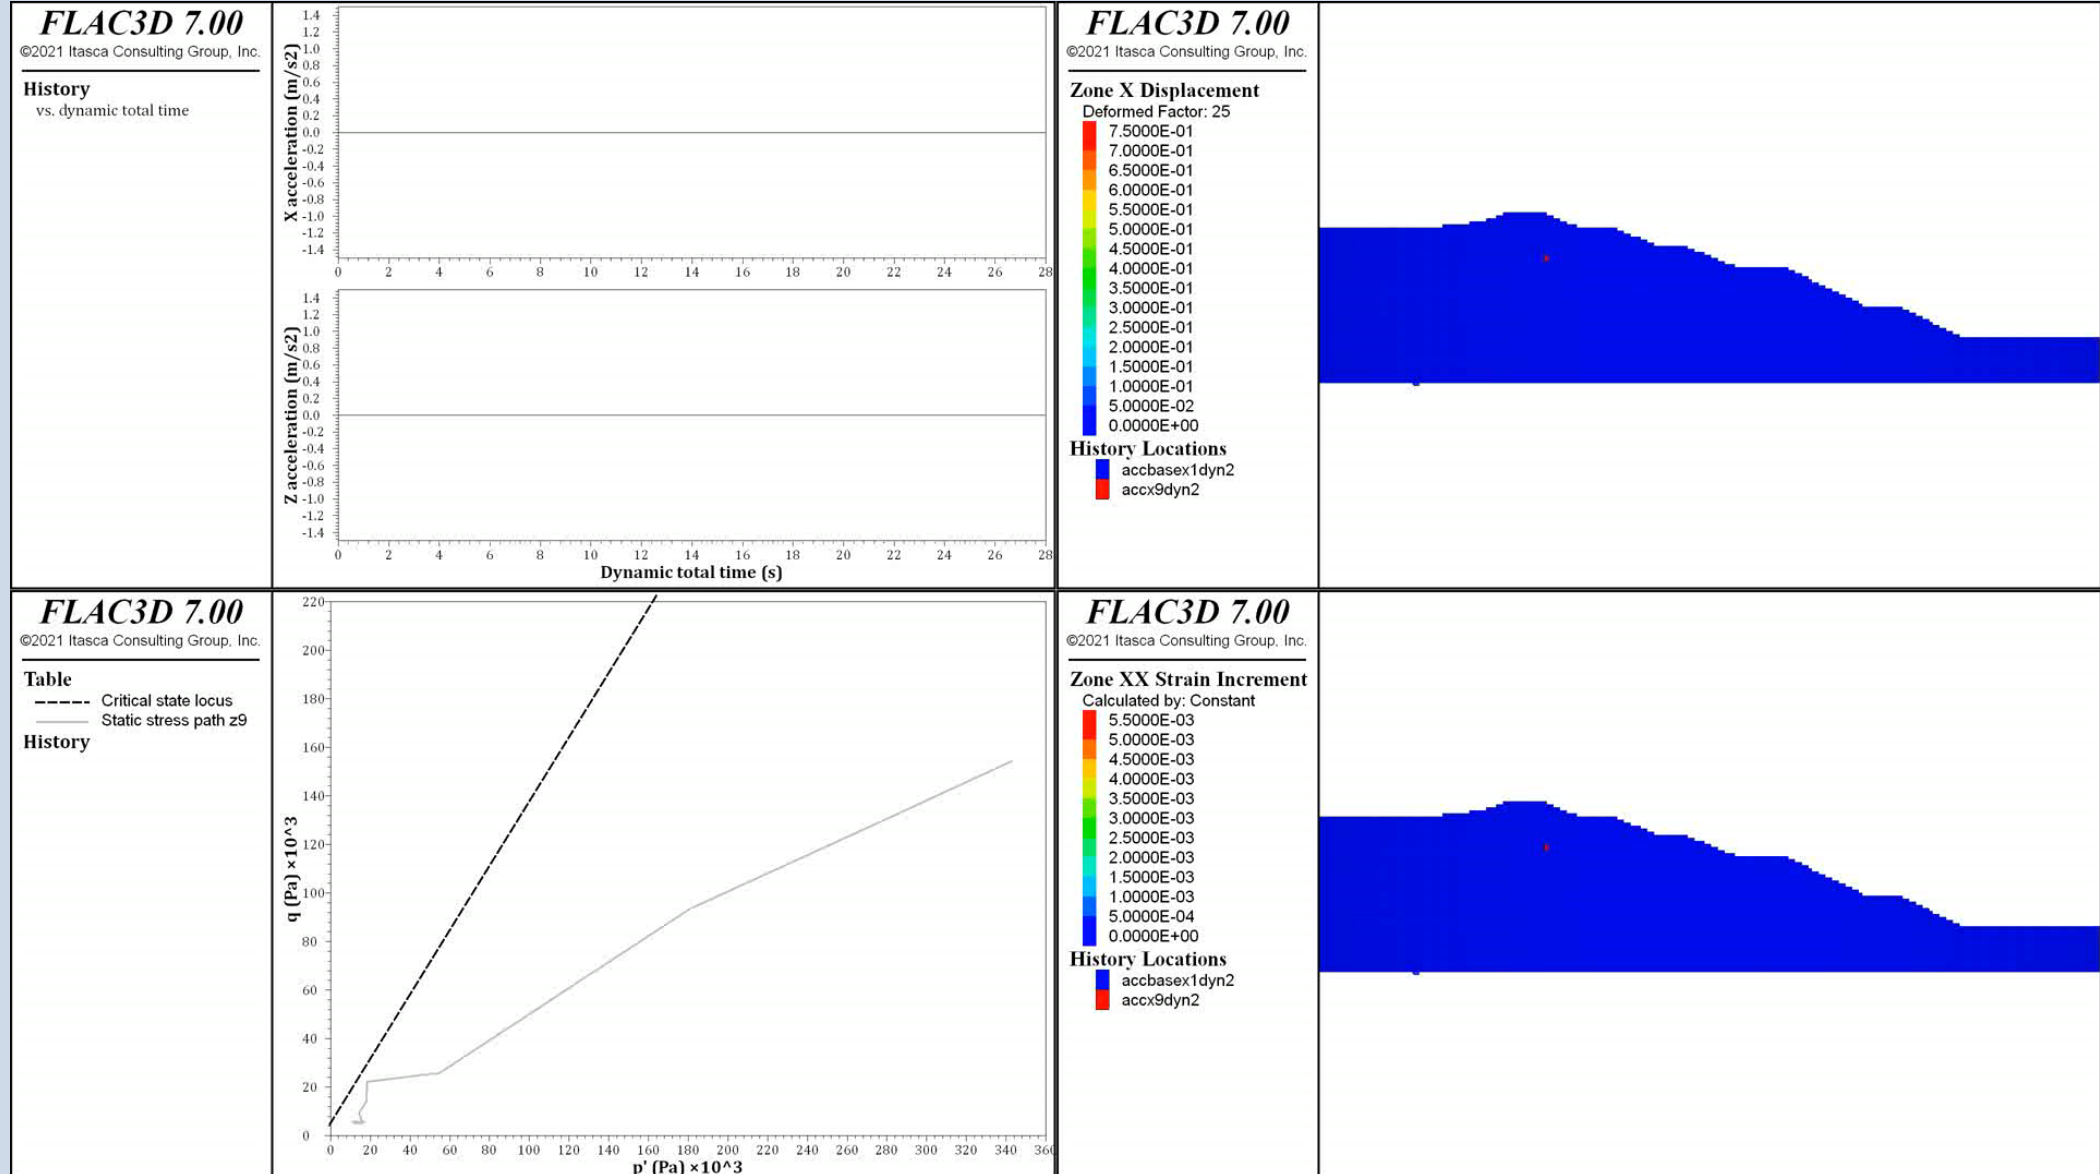 FLAC3D 7.00
©2021 Itasca Consulting Group, Inc.
History
vs. dynamic total time
X acceleration (m/s2)
1.4
1.2
1.0
0.8
0.6
0.4
0.2
0.0
-0.2
-0.4
-0.6
-0.8
-1.0
-1.2
-1.4
0 2 4 6 8 10 12 14 16 18 20 22 24 26 28
Z acceleration (m/s2)
1.4
1.2
1.0
0.8
0.6
0.4
0.2
0.0
-0.2
-0.4
-0.6
-0.8
-1.0
-1.2
-1.4
0 2 4 6 8 10 12 14 16 18 20 22 24 26 28
Dynamic total time (s)
FLAC3D 7.00
©2021 Itasca Consulting Group, Inc.
Zone X Displacement
Deformed Factor: 25
7.5000E-01
7.0000E-01
6.5000E-01
6.0000E-01
5.5000E-01
5.0000E-01
4.5000E-01
4.0000E-01
3.5000E-01
3.0000E-01
2.5000E-01
2.0000E-01
1.5000E-01
1.0000E-01
5.0000E-02
0.0000E+00
History Locations
accbasex1dyn2
accx9dyn2
FLAC3D 7.00
©2021 Itasca Consulting Group, Inc.
Table
Critical state locus
Static stress path z9
History
q (Pa) ×10^3
220
200
180
160
140
120
100
80
60
40
20
0
0 20 40 60 80 100 120 140 160 180 200 220 240 260 280 300 320 340 360
p' (Pa) ×10^3
FLAC3D 7.00
©2021 Itasca Consulting Group, Inc.
Zone XX Strain Increment
Calculated by: Constant
5.5000E-03
5.0000E-03
4.5000E-03
4.0000E-03
3.5000E-03
3.0000E-03
2.5000E-03
2.0000E-03
1.5000E-03
1.0000E-03
5.0000E-04
0.0000E+00
History Locations
accbasex1dyn2
accx9dyn2